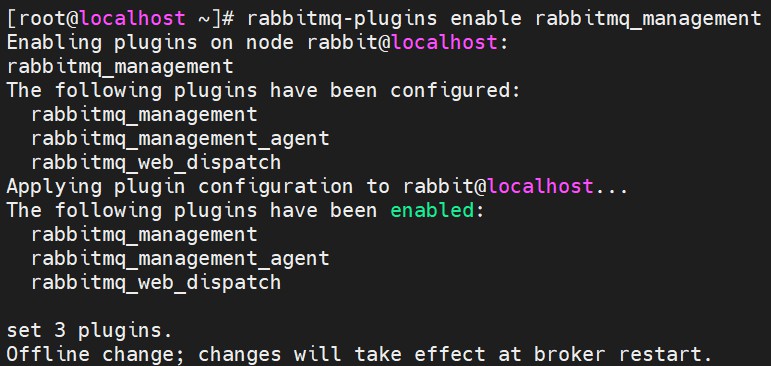 [root@localhost ~]# rabbitmq-plugins enable rabbitmq_management
Enabling plugins on node rabbit@localhost:
rabbitmq_management
The following plugins have been configured:
  rabbitmq_management
  rabbitmq_management_agent
  rabbitmq_web_dispatch
Applying plugin configuration to rabbit@localhost...
The following plugins have been enabled:
  rabbitmq_management
  rabbitmq_management_agent
  rabbitmq_web_dispatch

set 3 plugins.
Offline change; changes will take effect at broker restart.